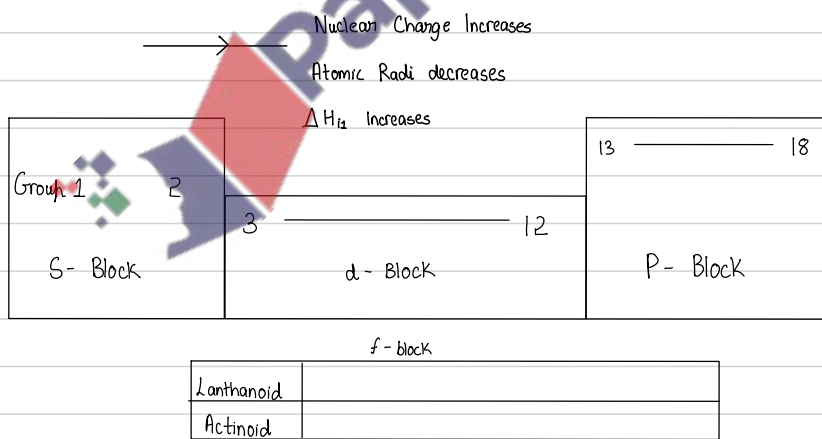 Nuclear Change Increases
Atomic Radi decreases
ΔHi1 Increases
13 18
Group 1 2
3 12
S- Block
d- Block
P- Block
f-block
Lanthanoid
Actinoid